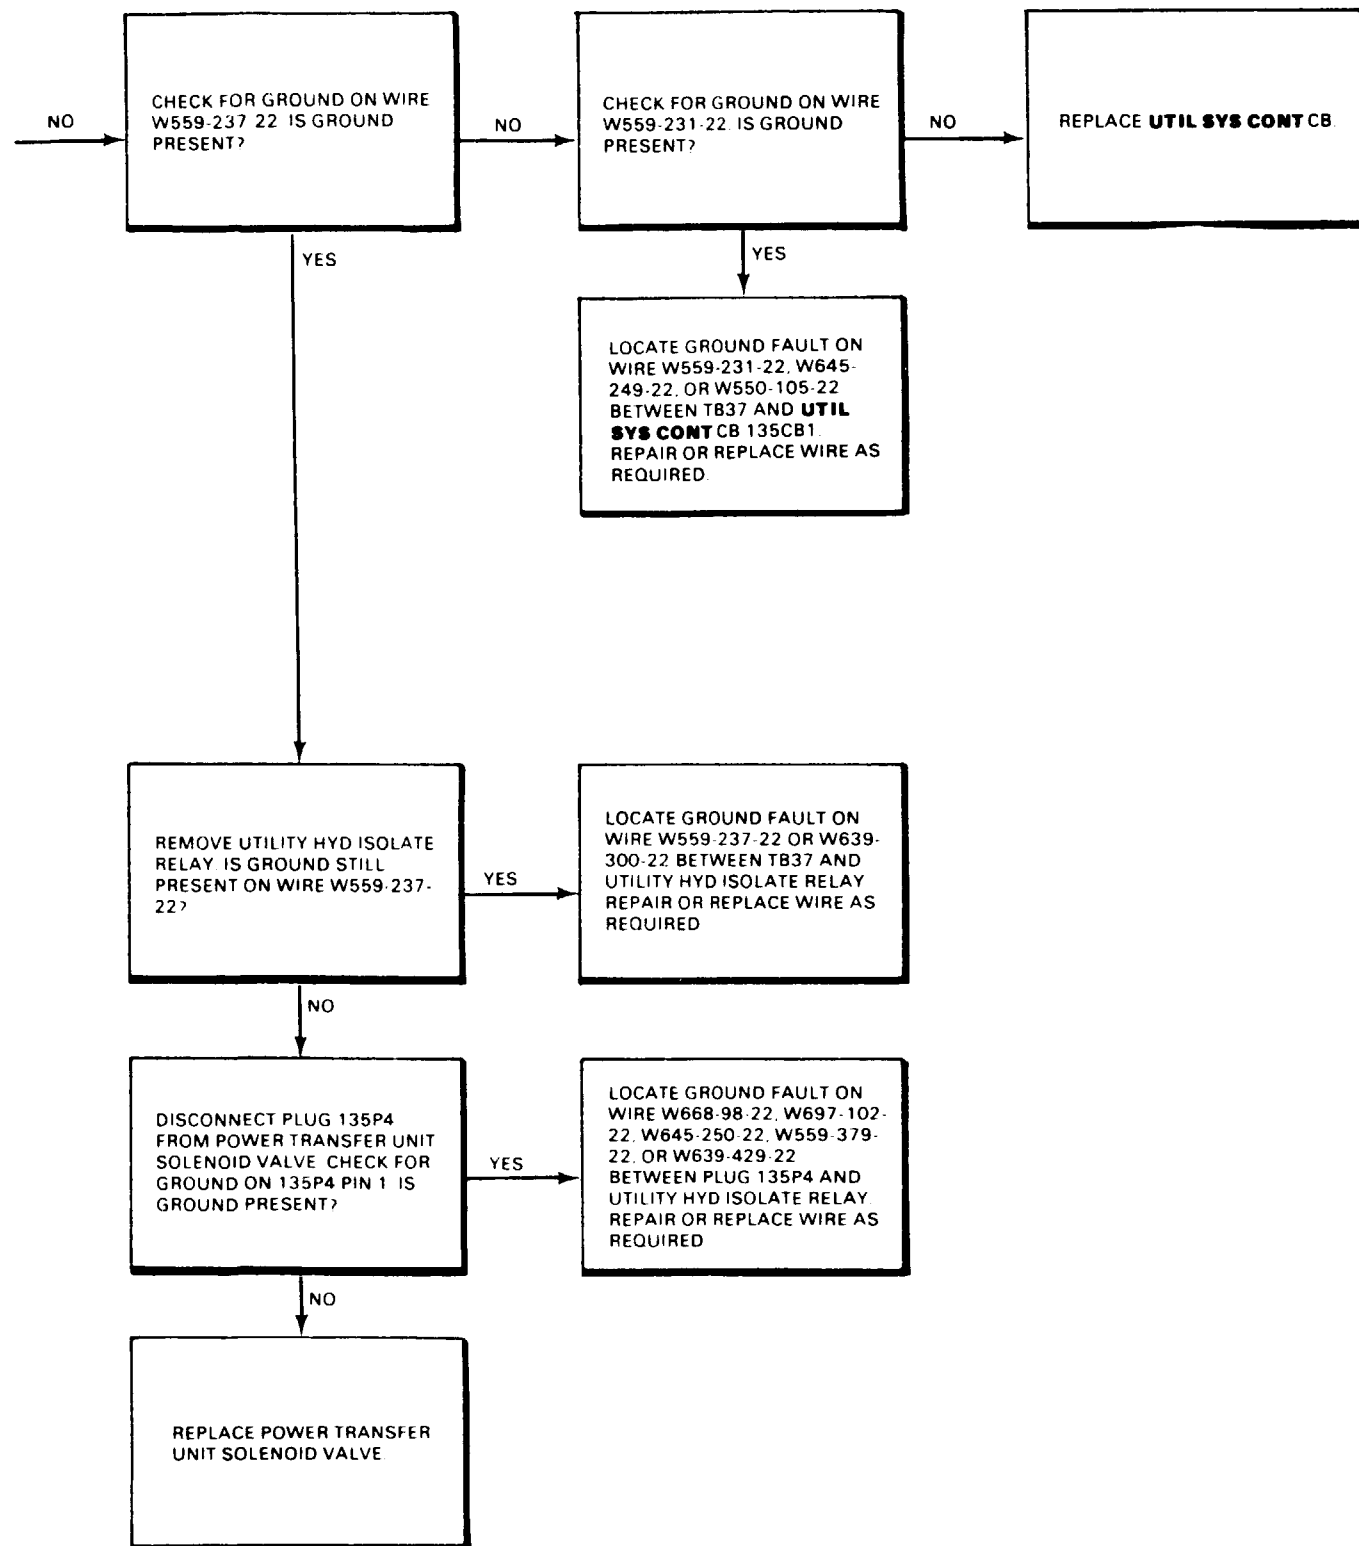 NO
CHECK FOR GROUND ON WIRE
W559-237 22 IS GROUND
PRESENT?
NO
CHECK FOR GROUND ON WIRE
W559-231-22. IS GROUND
PRESENT?
NO
REPLACE UTIL SYS CONT CB.
YES
YES
LOCATE GROUND FAULT ON
WIRE W559-231-22, W645-
249-22, OR W550-105-22
BETWEEN TB37 AND UTIL
SYS CONT CB 135CB1.
REPAIR OR REPLACE WIRE AS
REQUIRED.
REMOVE UTILITY HYD ISOLATE
RELAY. IS GROUND STILL
PRESENT ON WIRE W559-237-
22?
YES
LOCATE GROUND FAULT ON
WIRE W559-237-22 OR W639-
300-22 BETWEEN TB37 AND
UTILITY HYD ISOLATE RELAY
REPAIR OR REPLACE WIRE AS
REQUIRED
NO
DISCONNECT PLUG 135P4
FROM POWER TRANSFER UNIT
SOLENOID VALVE. CHECK FOR
GROUND ON 135P4 PIN 1. IS
GROUND PRESENT?
YES
LOCATE GROUND FAULT ON
WIRE W668-98-22, W697-102-
22, W645-250-22, W559-379-
22, OR W639-429-22
BETWEEN PLUG 135P4 AND
UTILITY HYD ISOLATE RELAY.
REPAIR OR REPLACE WIRE AS
REQUIRED
NO
REPLACE POWER TRANSFER
UNIT SOLENOID VALVE.